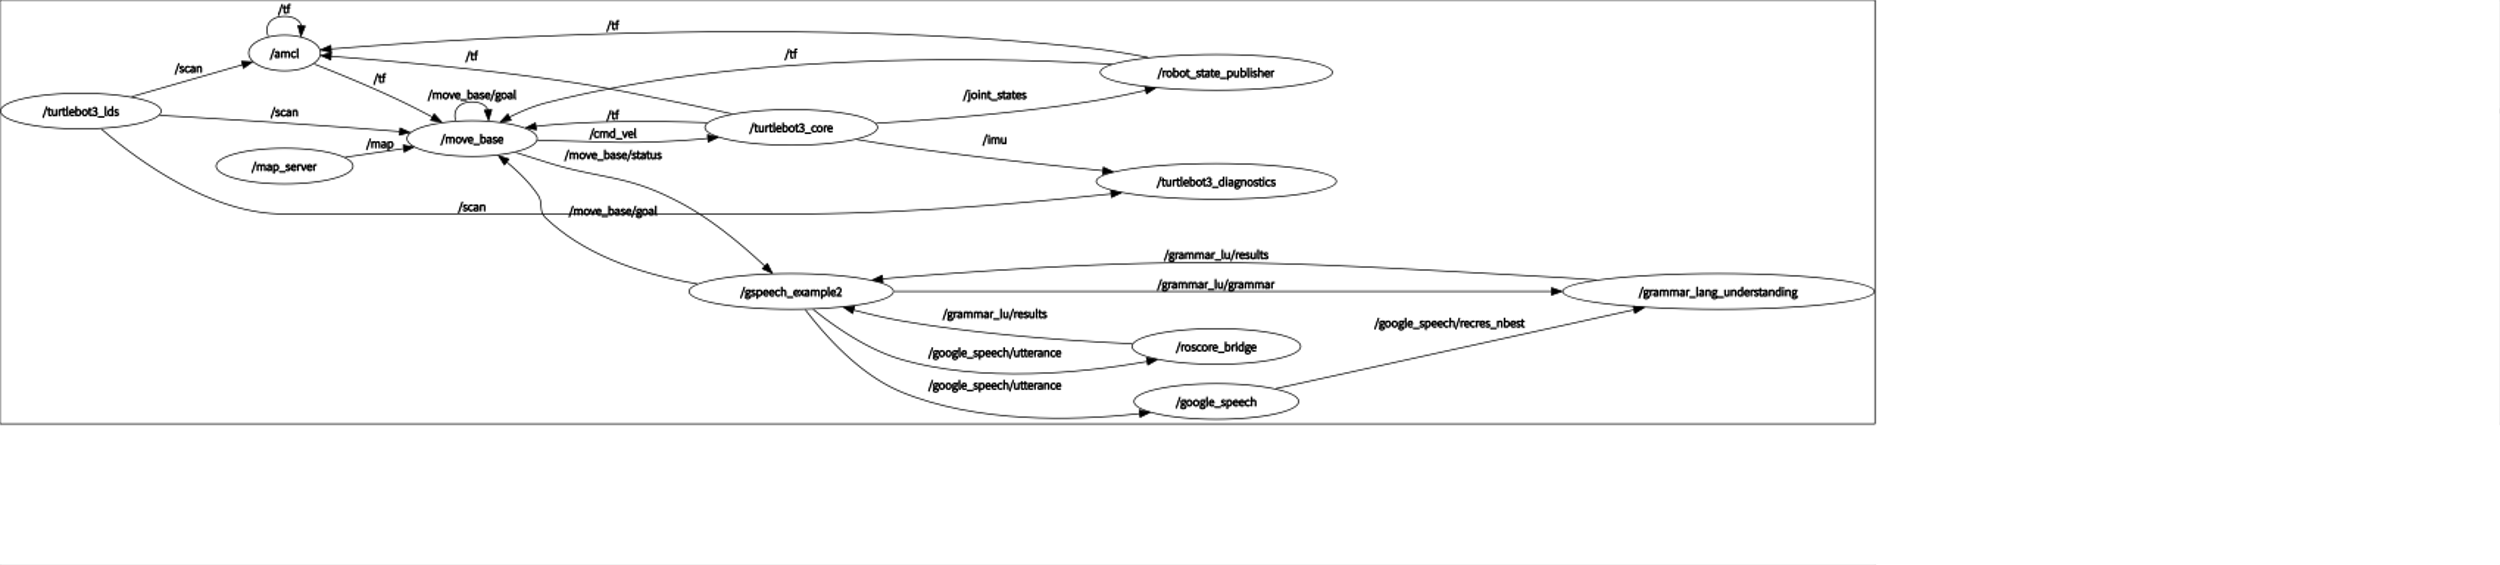 /tf
/tf
/tf
/tf
/amcl
/scan
/tf
/robot_state_publisher
/move_base/goal
/joint_states
/turtlebot3_lds
/scan
/tf
/turtlebot3_core
/cmd_vel
/move_base
/map
/imu
/move_base/status
/map_server
/turtlebot3_diagnostics
/scan
/move_base/goal
/grammar_lu/results
/grammar_lu/grammar
/gspeech_example2
/grammar_lang_understanding
/grammar_lu/results
/google_speech/recres_nbest
/roscore_bridge
/google_speech/utterance
/google_speech/utterance
/google_speech